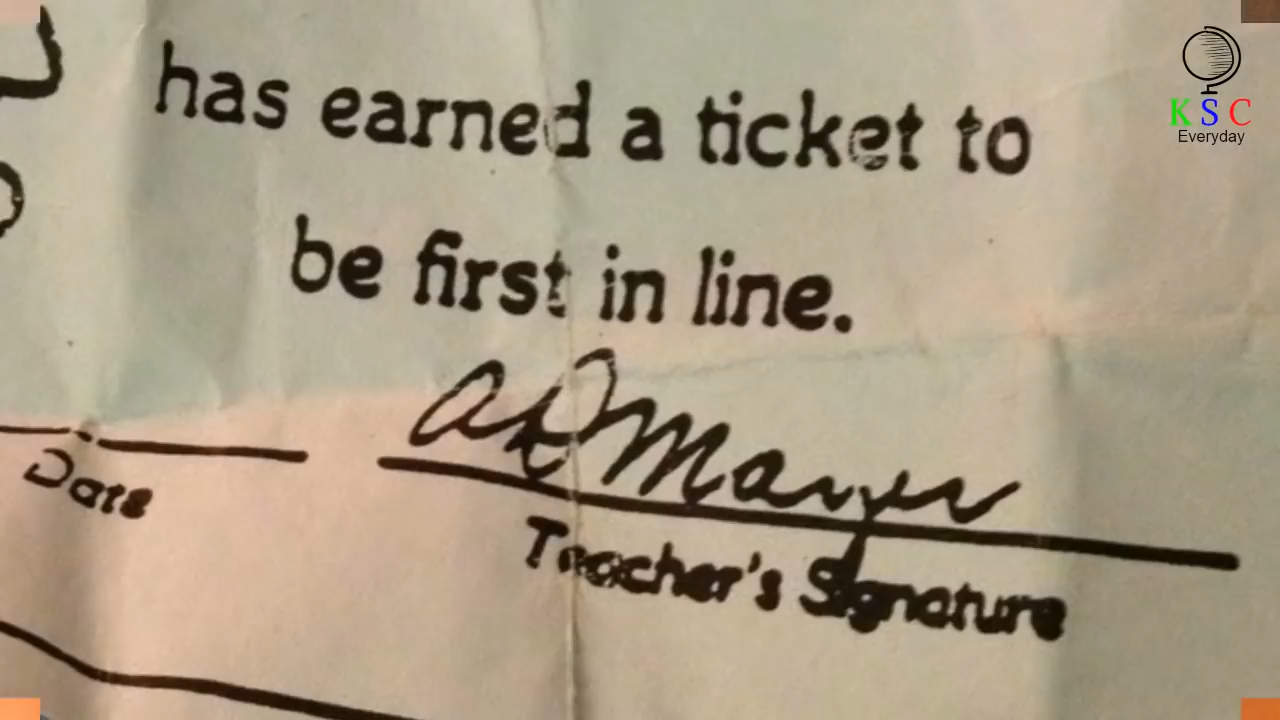 has earned a ticket to
be first in line.
Date
Teacher's Signature
KSC
Everyday